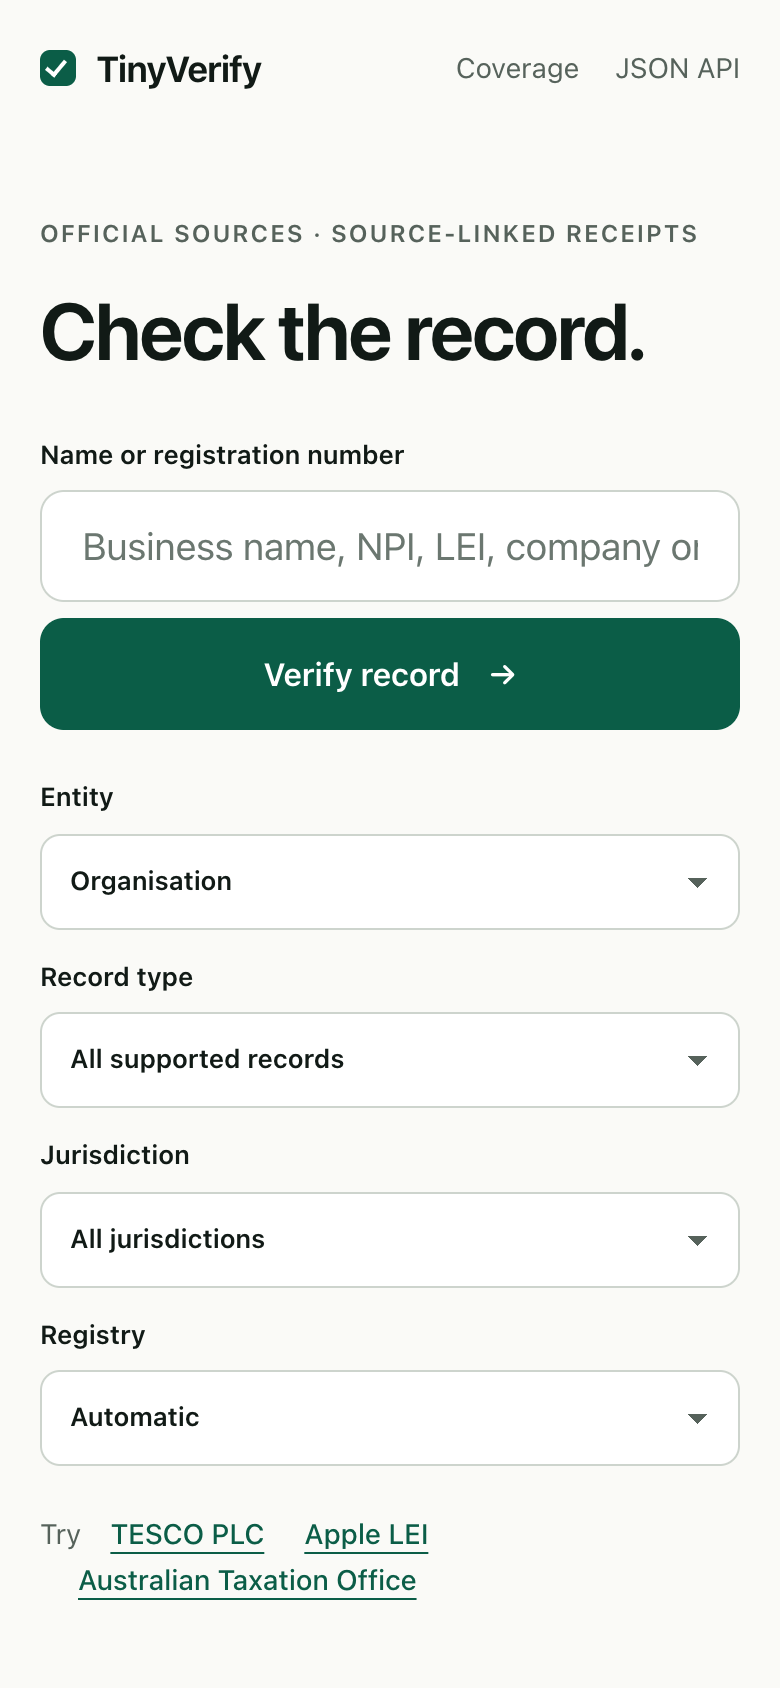 TinyVerify
Coverage JSON API
OFFICIAL SOURCES · SOURCE-LINKED RECEIPTS
Check the record.
Name or registration number
Business name, NPI, LEI, company or
Verify record →
Entity
Organisation
Record type
All supported records
Jurisdiction
All jurisdictions
Registry
Automatic
Try TESCO PLC Apple LEI
Australian Taxation Office